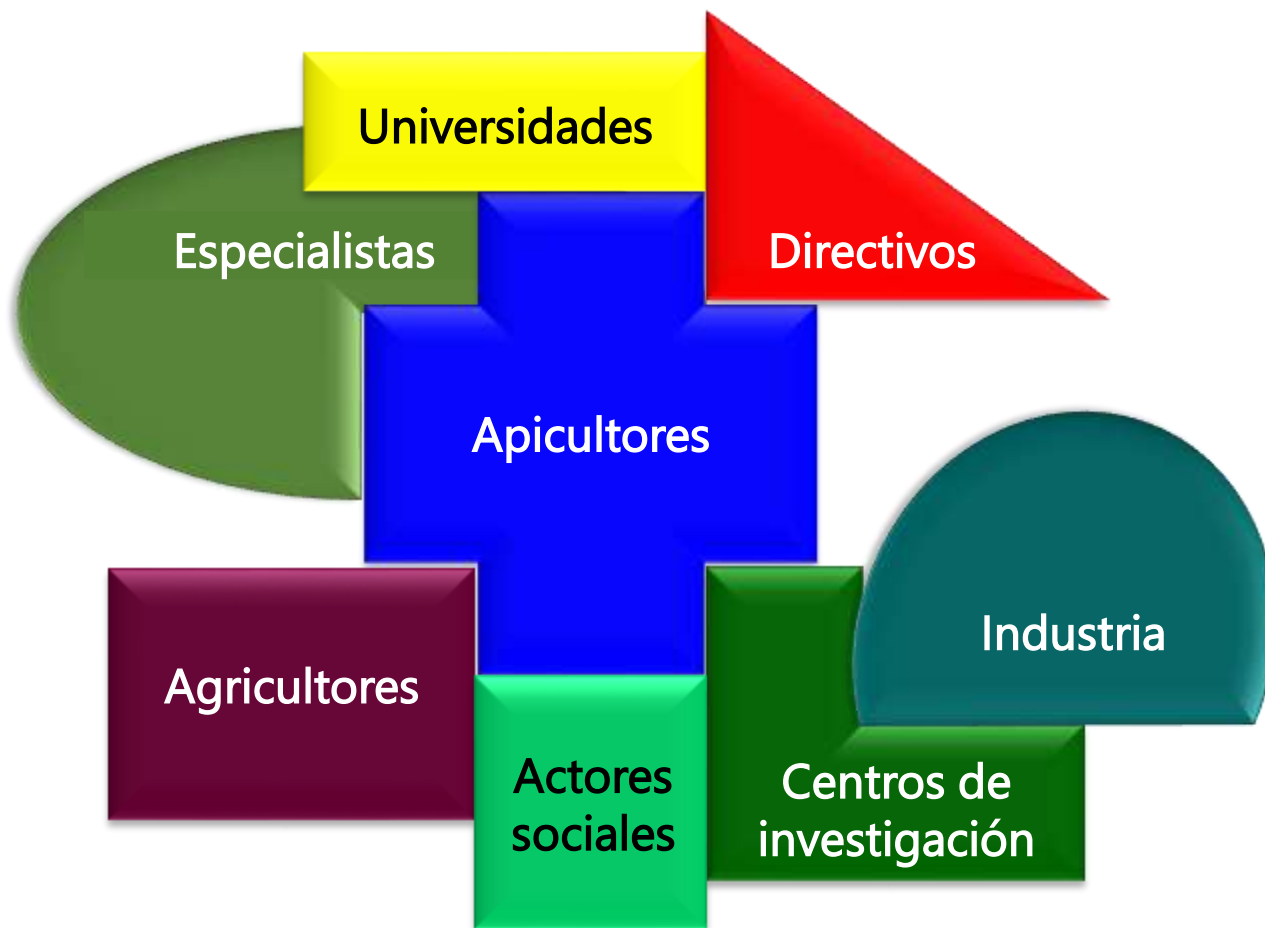 Universidades
Especialistas
Directivos
Apicultores
Industria
Agricultores
Actores
sociales
Centros de
investigación